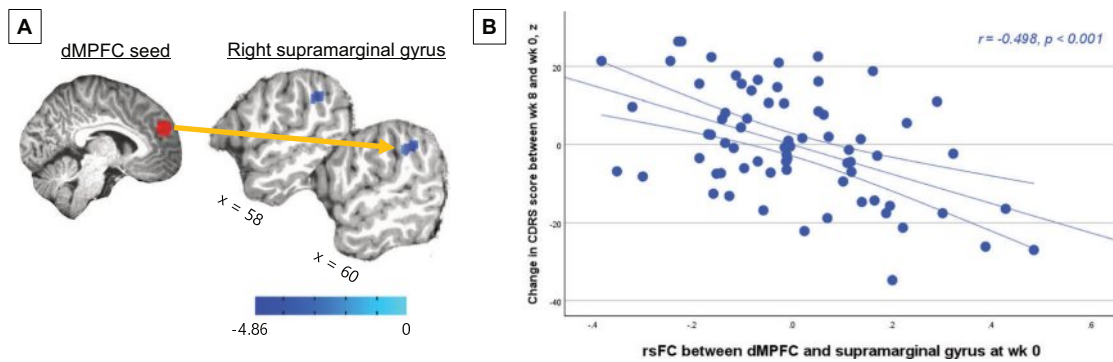 A
dMPFC seed
Right supramarginal gyrus
x = 58
x = 60
-4.86
0
B
r = -0.498, p < 0.001
Change in CDRS score between wk 8 and wk 0, z
20
0
-20
-40
-.4
-.2
.0
.2
.4
.6
rsFC between dMPFC and supramarginal gyrus at wk 0